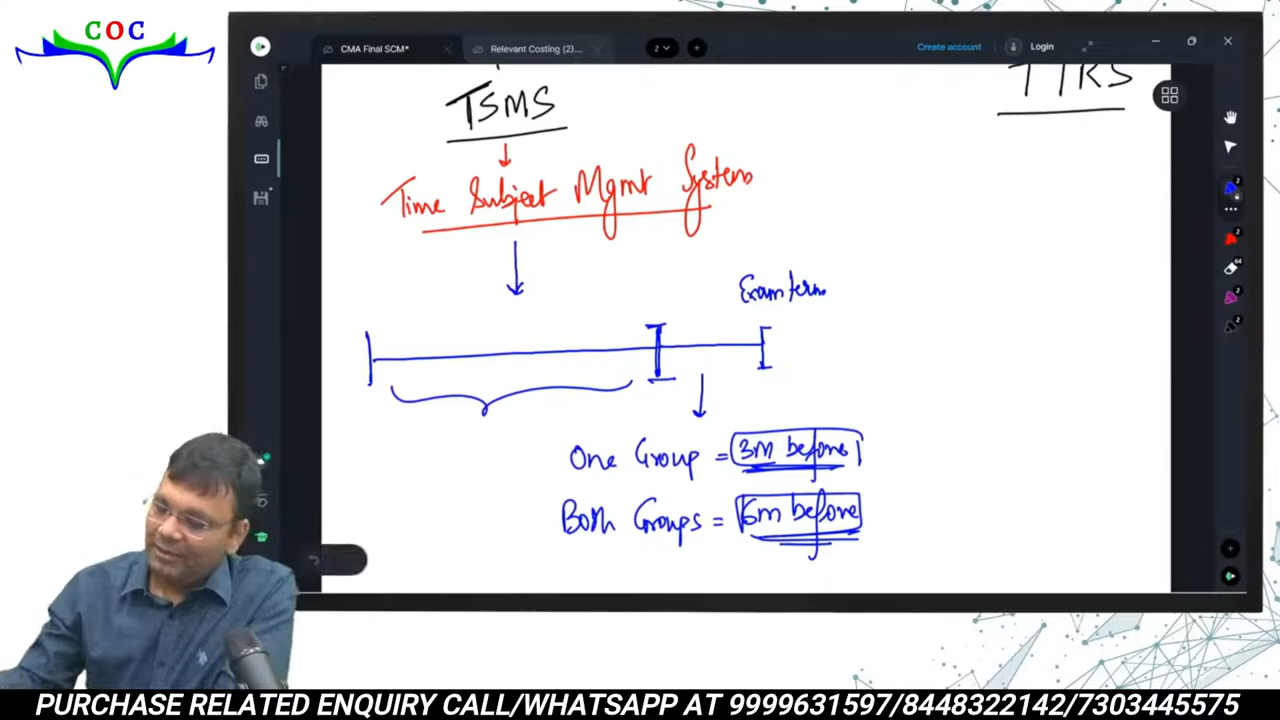 COC
CMA Final SCM*
Relevant Costing (2)....
2
Create account
Login
TSMS
TTRS
Time Subject Mgmt System
Exam term
One Group = 3m before
Both Groups = 6m before
PURCHASE RELATED ENQUIRY CALL/WHATSAPP AT 9999631597/8448322142/7303445575